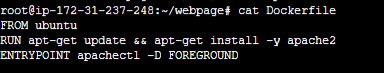 root@ip-172-31-237-248:~/webpage# cat Dockerfile
FROM ubuntu
RUN apt-get update && apt-get install -y apache2
ENTRYPOINT apachectl -D FOREGROUND